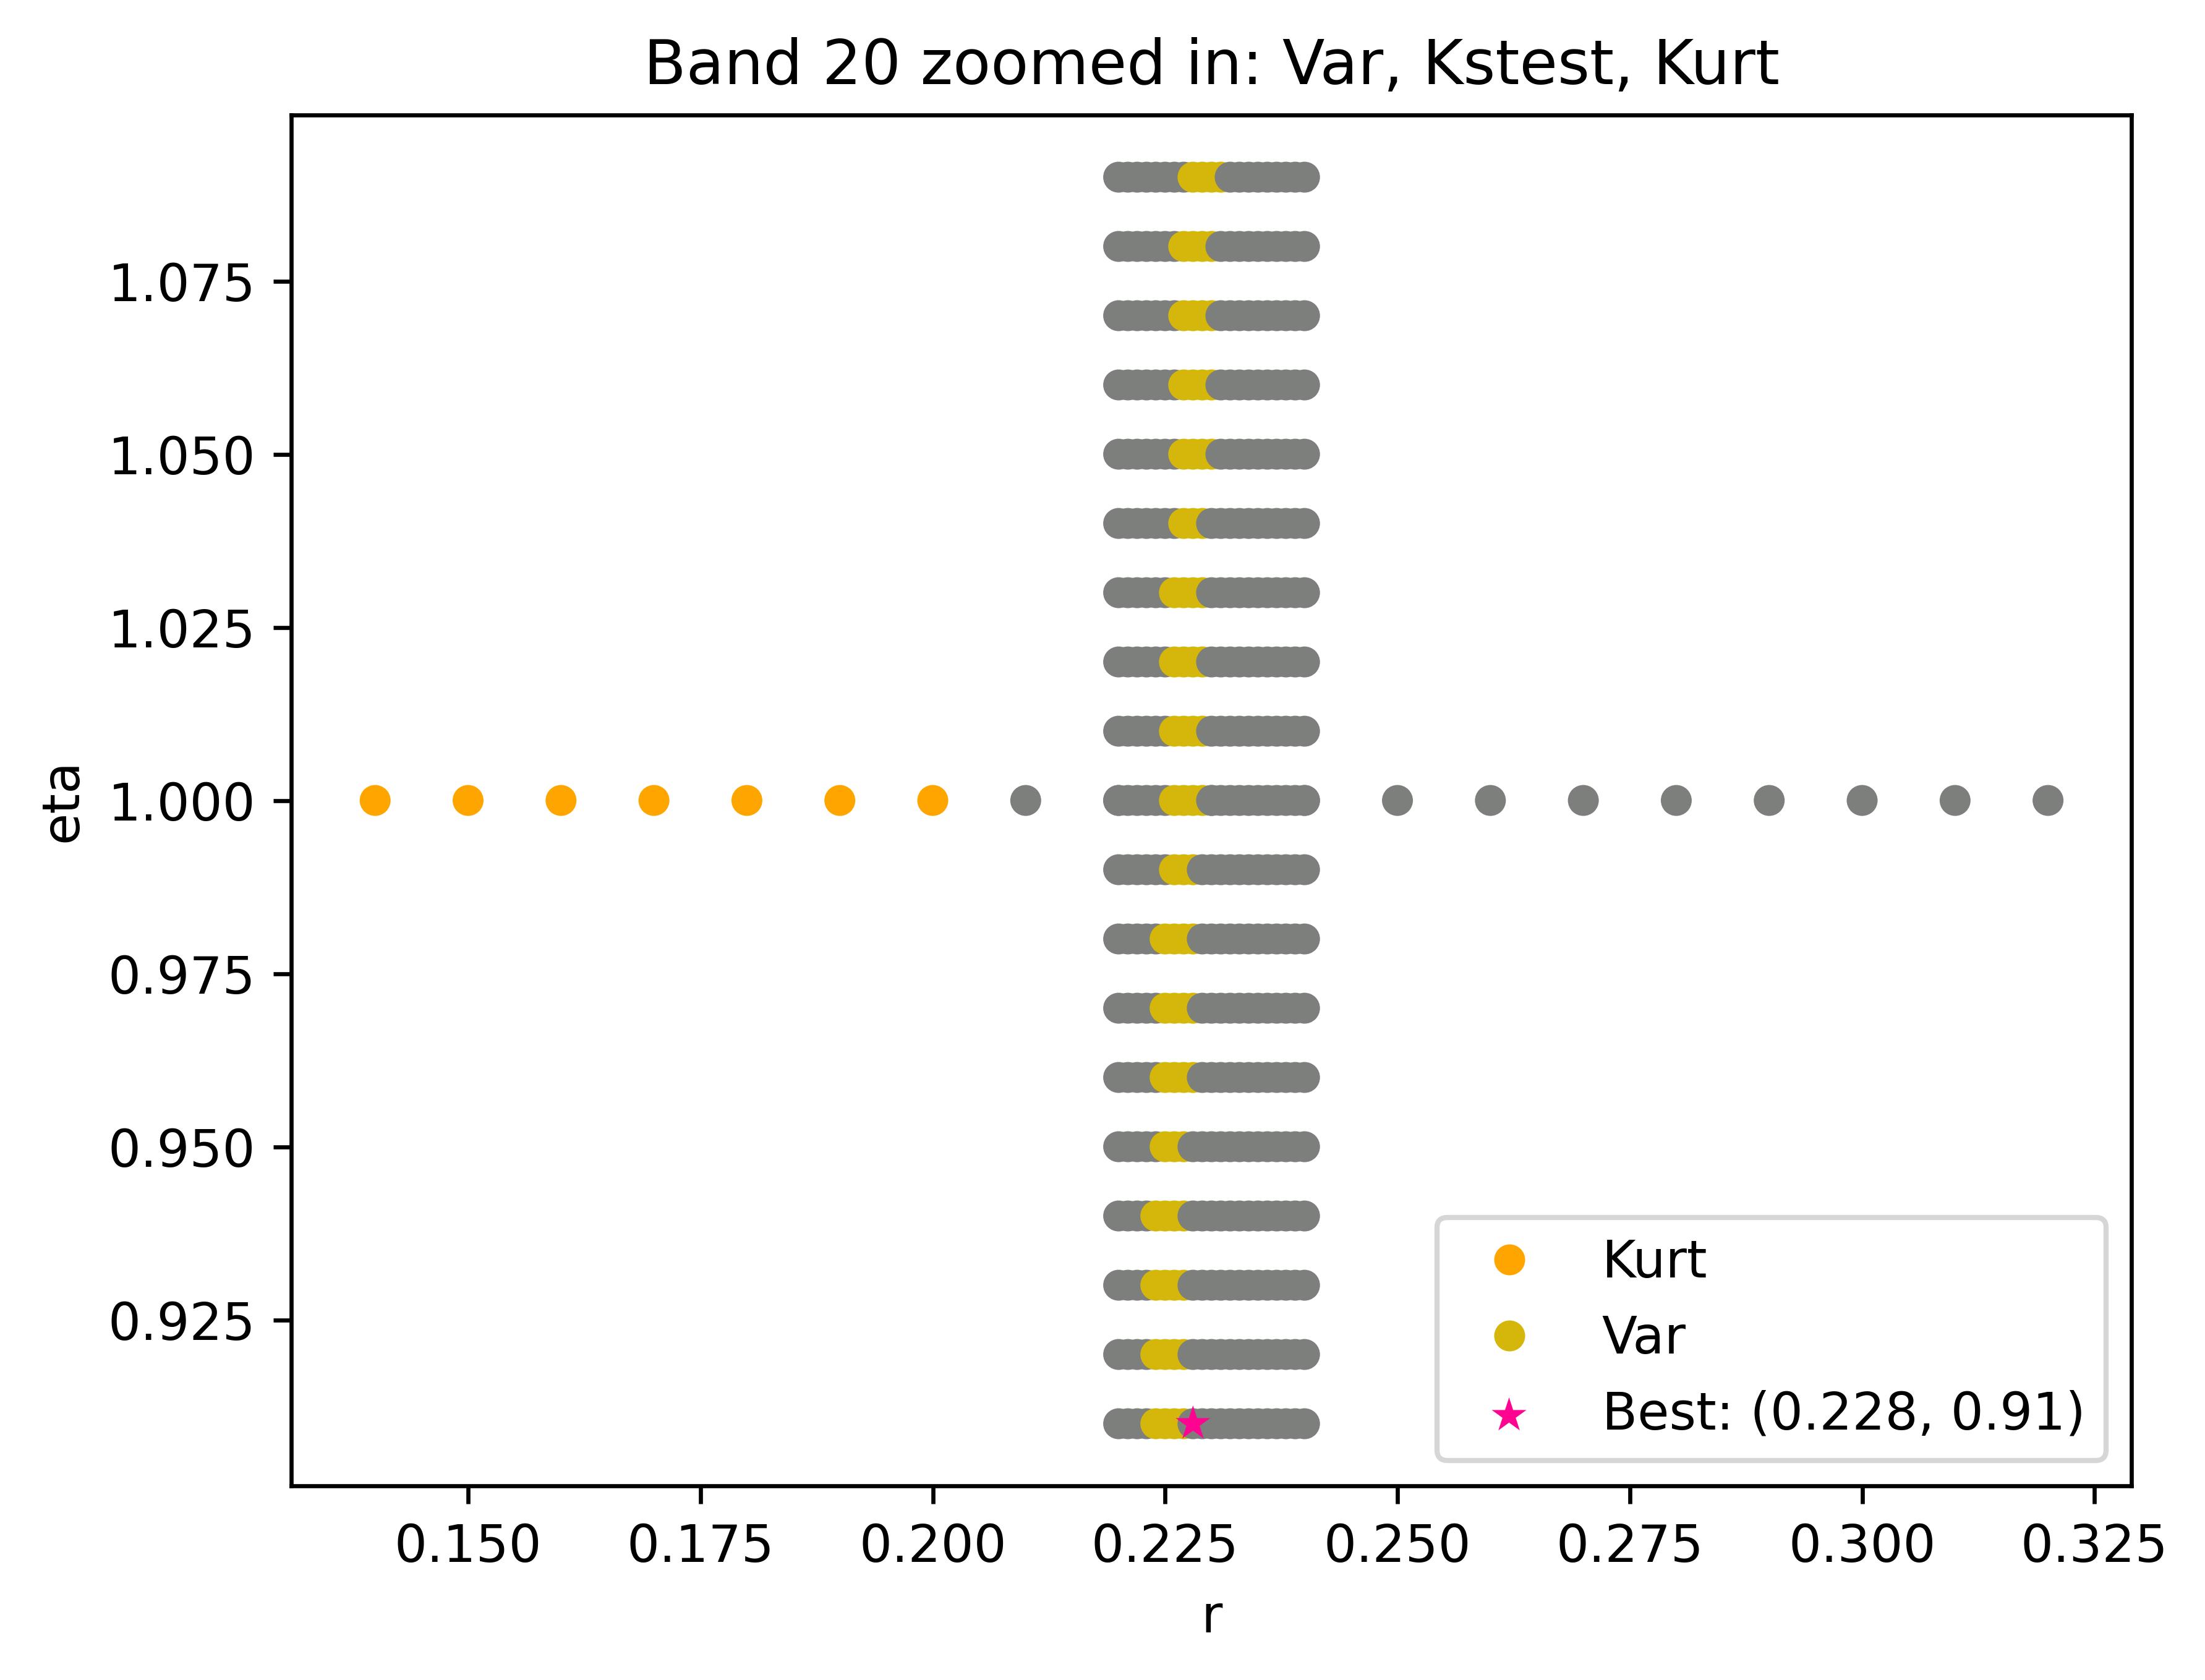 Band 20 zoomed in: Var, Kstest, Kurt
1.075
1.050
1.025
1.000
0.975
0.950
0.925
eta
Kurt
Var
Best: (0.228, 0.91)
0.150 0.175 0.200 0.225 0.250 0.275 0.300 0.325
r